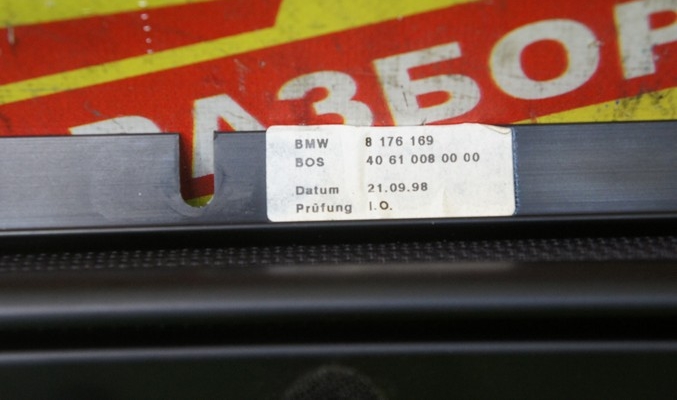 РАЗБОР
BMW 8 176 169
BOS 40 61 008 00 00
Datum 21.09.98
Prüfung I.O.